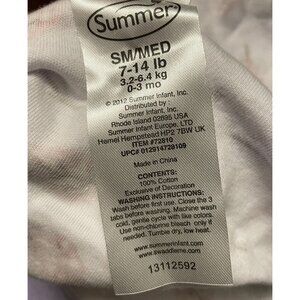 Summer
SM/MED
7-14 lb
3.2-6.4 kg
0-3 mo
© 2012 Summer Infant, Inc.
Distributed by
Summer Infant, Inc.
Rhode Island 02895 USA
Summer Infant Europe, LTD
Hemel Hempstead HP2 7BW UK
ITEM #72810
UPC# 012914728109
Made in China
CONTENTS:
100% Cotton
Exclusive of Decoration
WASHING INSTRUCTIONS:
Wash before first use. Close the 3
tabs before washing. Machine wash
cold, gentle cycle with like colors.
Use non-chlorine bleach only if
needed. Tumble dry, low heat.
www.summerinfant.com
www.swaddleme.com
13112592